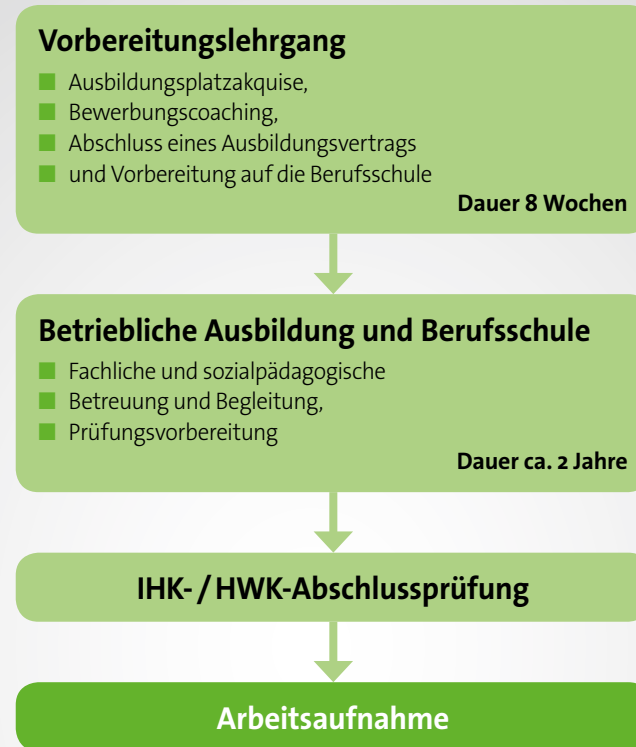 Vorbereitungslehrgang
Ausbildungsplatzakquise,
Bewerbungscoaching,
Abschluss eines Ausbildungsvertrags
und Vorbereitung auf die Berufsschule
Dauer 8 Wochen
Betriebliche Ausbildung und Berufsschule
Fachliche und sozialpädagogische
Betreuung und Begleitung,
Prüfungsvorbereitung
Dauer ca. 2 Jahre
IHK- / HWK-Abschlussprüfung
Arbeitsaufnahme